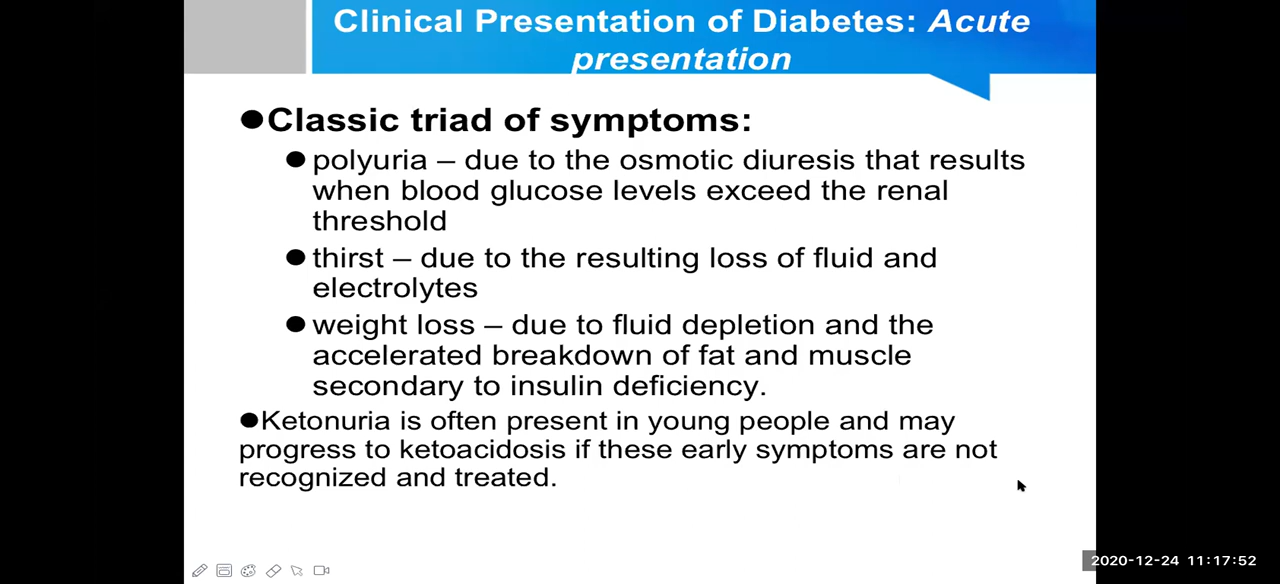 Clinical Presentation of Diabetes: Acute
presentation
●Classic triad of symptoms:
●polyuria – due to the osmotic diuresis that results
when blood glucose levels exceed the renal
threshold
●thirst – due to the resulting loss of fluid and
electrolytes
●weight loss – due to fluid depletion and the
accelerated breakdown of fat and muscle
secondary to insulin deficiency.
●Ketonuria is often present in young people and may
progress to ketoacidosis if these early symptoms are not
recognized and treated.
2020-12-24 11:17:52